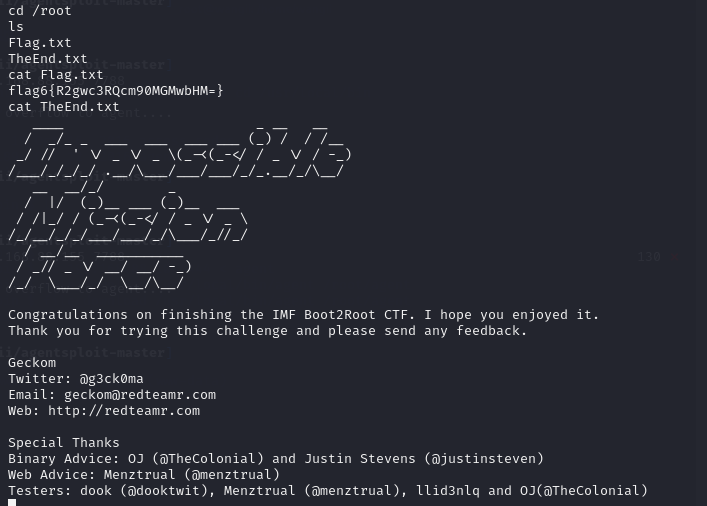 cd /root
ls
Flag.txt
TheEnd.txt
cat Flag.txt
flag6{R2gwc3RQcm90MGMwbHM=}
cat TheEnd.txt
Impossible
Mission
Force
Congratulations on finishing the IMF Boot2Root CTF. I hope you enjoyed it.
Thank you for trying this challenge and please send any feedback.
Geckom
Twitter: @g3ck0ma
Email: geckom@redteamr.com
Web: http://redteamr.com
Special Thanks
Binary Advice: OJ (@TheColonial) and Justin Stevens (@justinsteven)
Web Advice: Menztrual (@menztrual)
Testers: dook (@dooktwit), Menztrual (@menztrual), llid3nlq and OJ(@TheColonial)